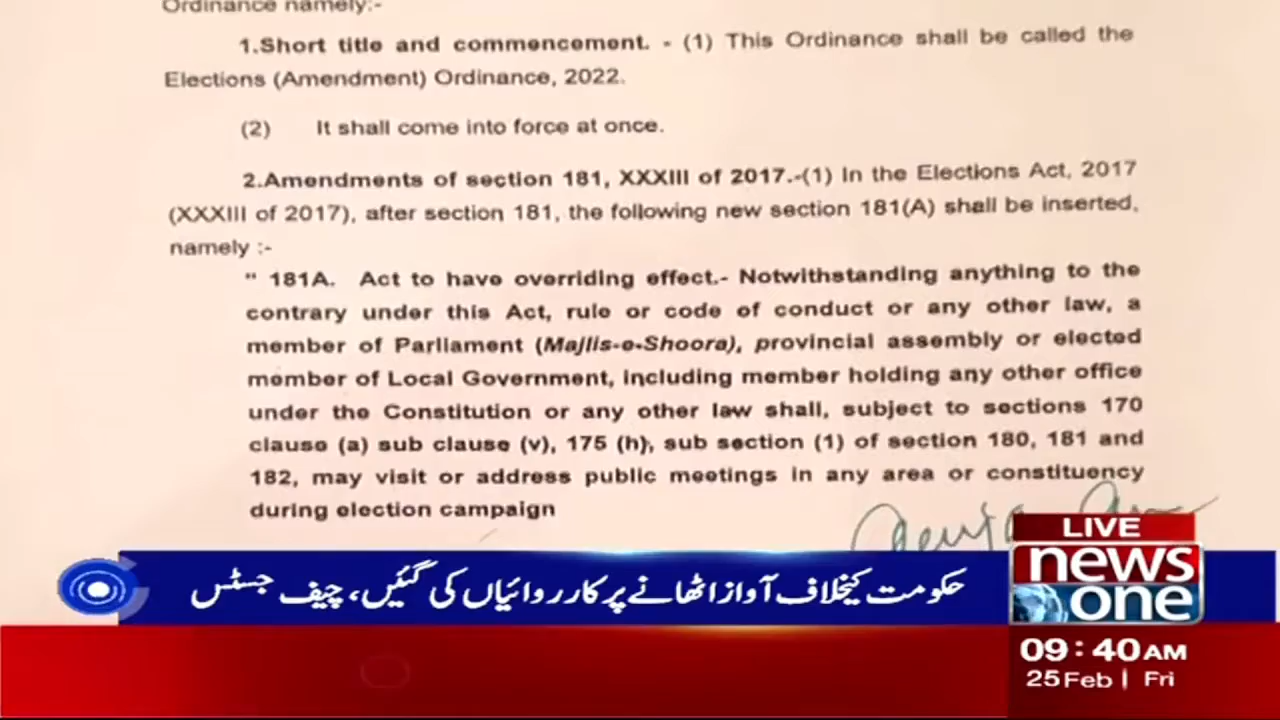 Ordinance namely:-
1.Short title and commencement. - (1) This Ordinance shall be called the
Elections (Amendment) Ordinance, 2022.
(2) It shall come into force at once.
2.Amendments of section 181, XXXIII of 2017.-(1) In the Elections Act, 2017
(XXXIII of 2017), after section 181, the following new section 181(A) shall be inserted,
namely :-
" 181A. Act to have overriding effect.- Notwithstanding anything to the
contrary under this Act, rule or code of conduct or any other law, a
member of Parliament (Majlis-e-Shoora), provincial assembly or elected
member of Local Government, including member holding any other office
under the Constitution or any other law shall, subject to sections 170
clause (a) sub clause (v), 175 (h), sub section (1) of section 180, 181 and
182, may visit or address public meetings in any area or constituency
during election campaign
LIVE
news
one
حکومت کیخلاف آواز اٹھانے پر کارروائیاں کی گئیں، چیف جسٹس
09:40AM
25 Feb | Fri